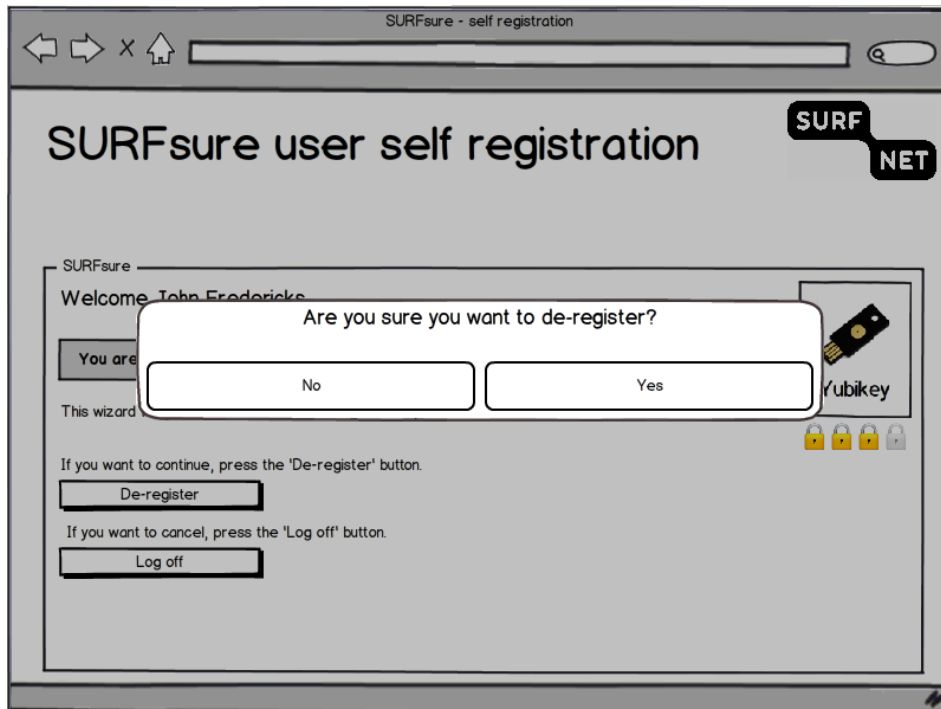 SURFsure - self registration
SURFsure user self registration
SURF
NET
SURFsure
Welcome John Fredericks
Are you sure you want to de-register?
You are
No
Yes
Yubikey
This wizard
If you want to continue, press the 'De-register' button.
De-register
If you want to cancel, press the 'Log off' button.
Log off